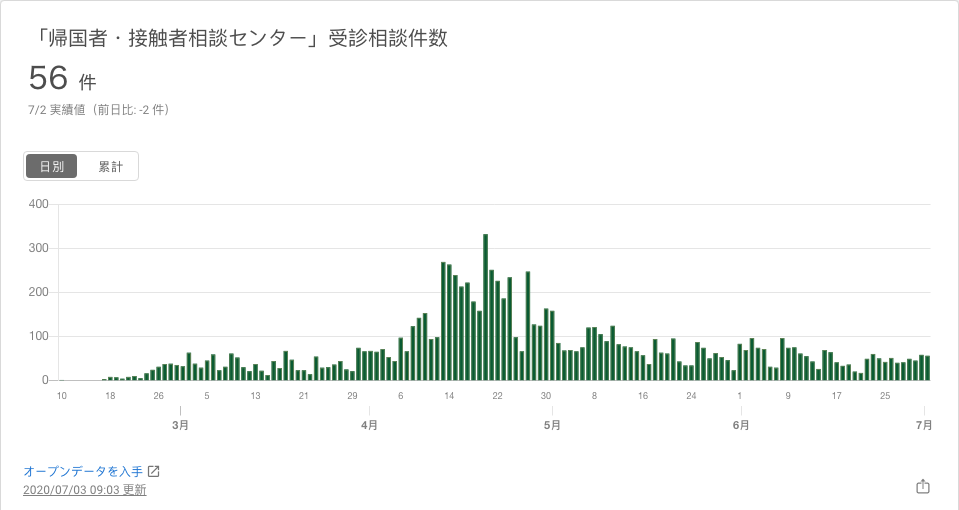 「帰国者・接触者相談センター」受診相談件数
56 件
7/2 実績値（前日比: -2 件）
日別 累計
400
300
200
100
0
10 18 26 5 13 21 29 6 14 22 30 8 16 24 1 9 17 25
3月 4月 5月 6月 7月
オープンデータを入手
2020/07/03 09:03 更新